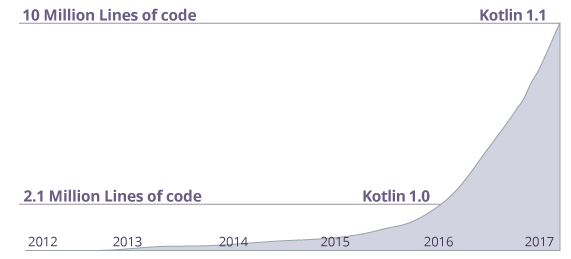 10 Million Lines of code Kotlin 1.1
2.1 Million Lines of code Kotlin 1.0
2012 2013 2014 2015 2016 2017